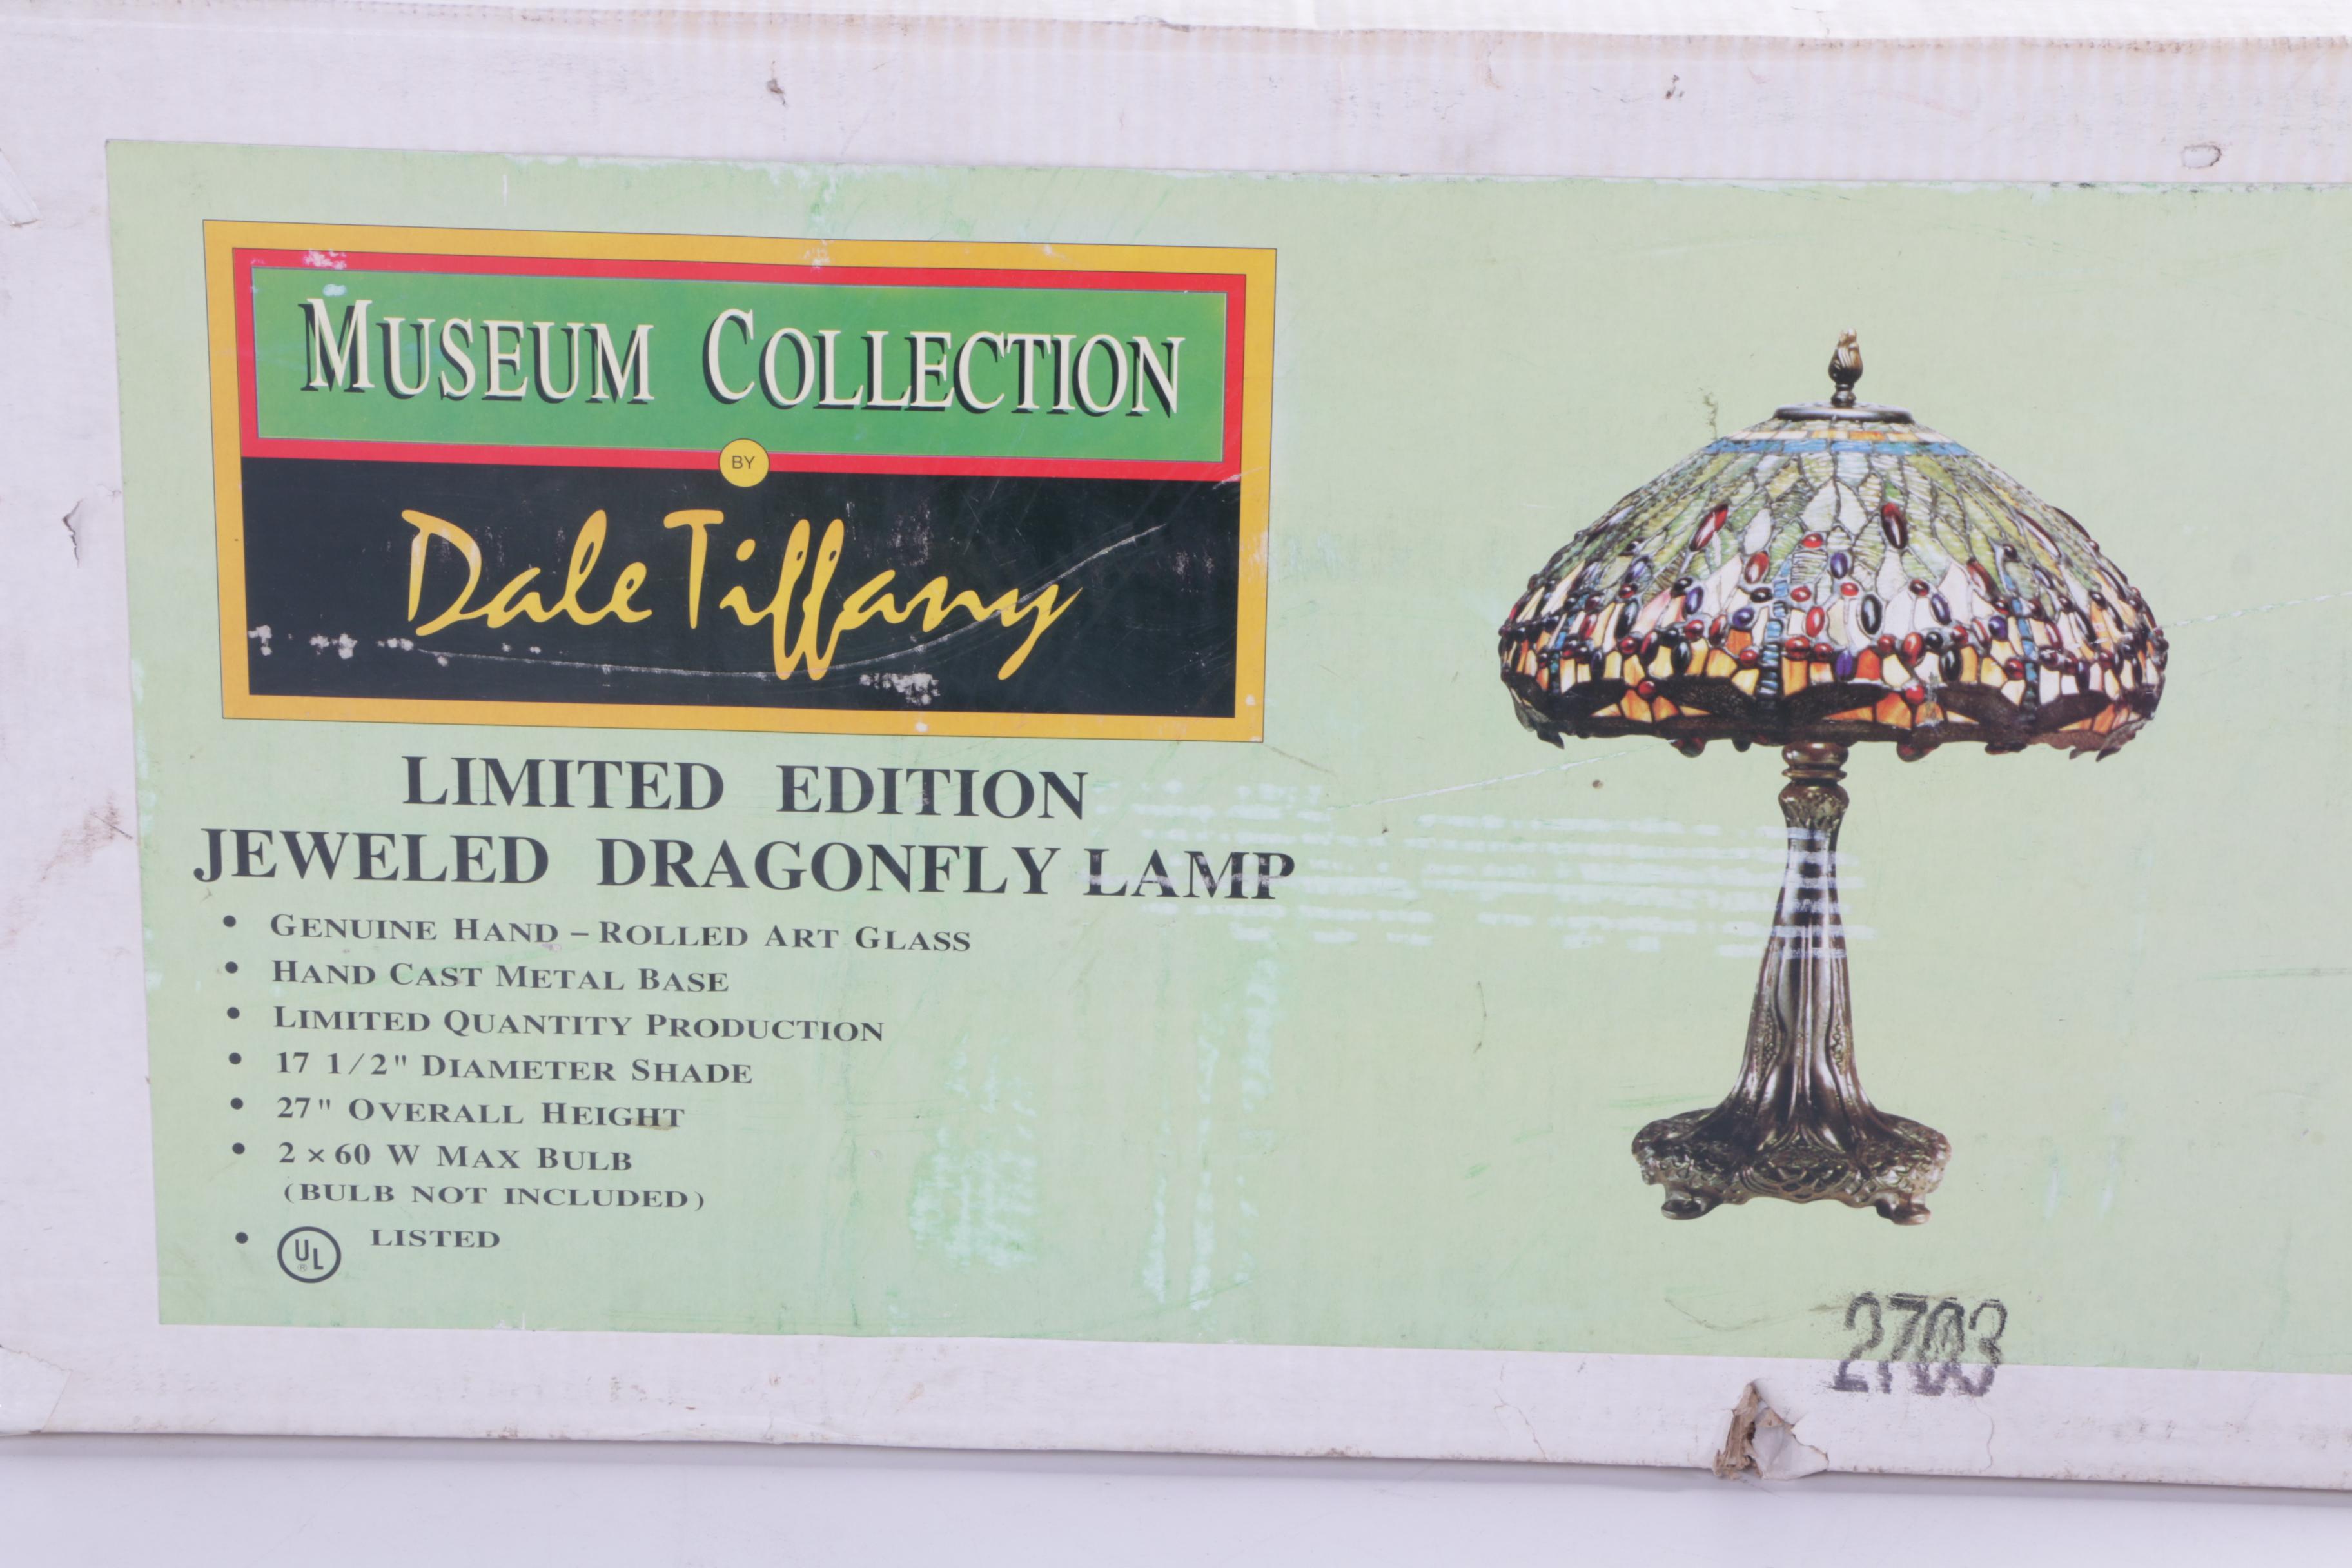 MUSEUM COLLECTION
BY
Dale Tiffany
LIMITED EDITION
JEWELED DRAGONFLY LAMP
• GENUINE HAND – ROLLED ART GLASS
• HAND CAST METAL BASE
• LIMITED QUANTITY PRODUCTION
• 17 1/2" DIAMETER SHADE
• 27" OVERALL HEIGHT
• 2 × 60 W MAX BULB
(BULB NOT INCLUDED)
• UL ® LISTED
2703